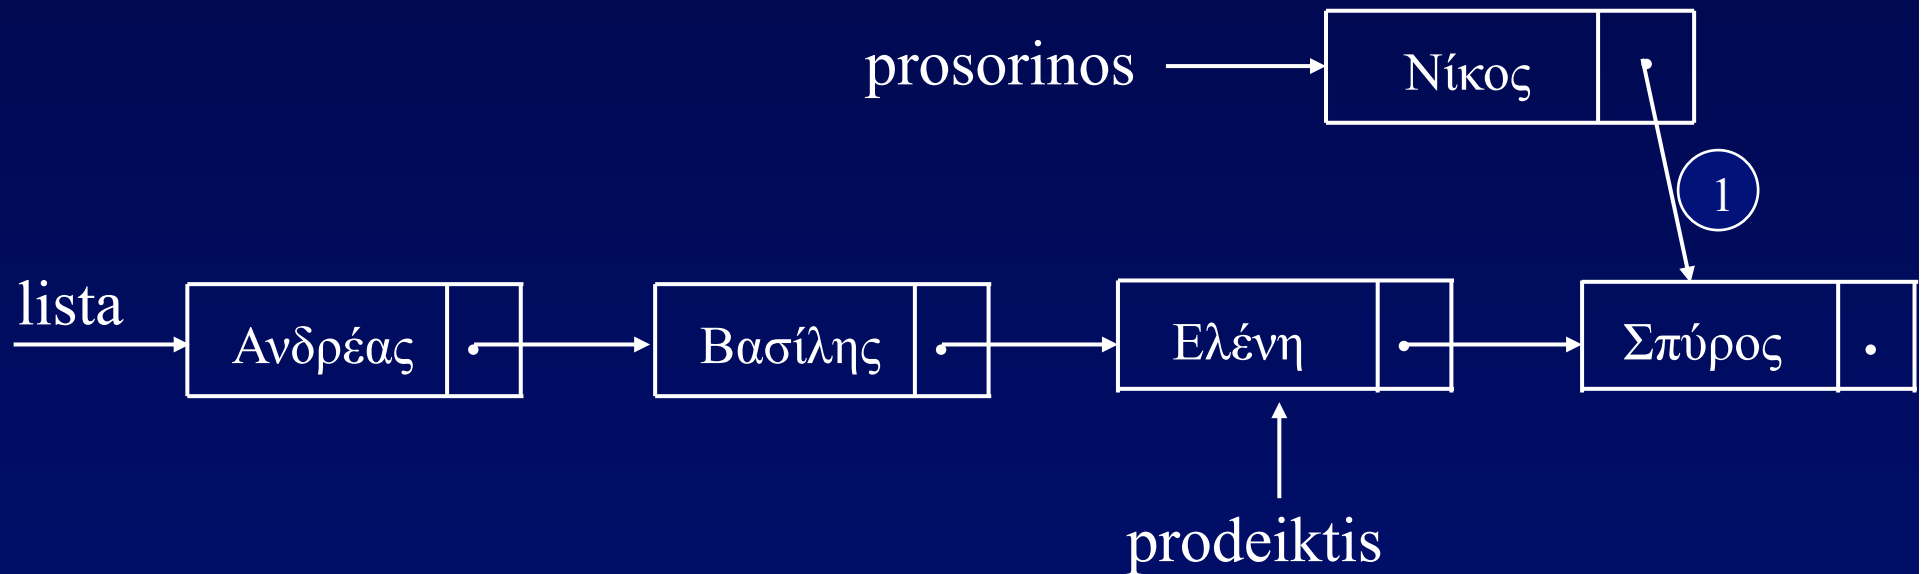 prosorinos
Νίκος
1
lista
Ανδρέας
Βασίλης
Ελένη
Σπύρος
prodeiktis